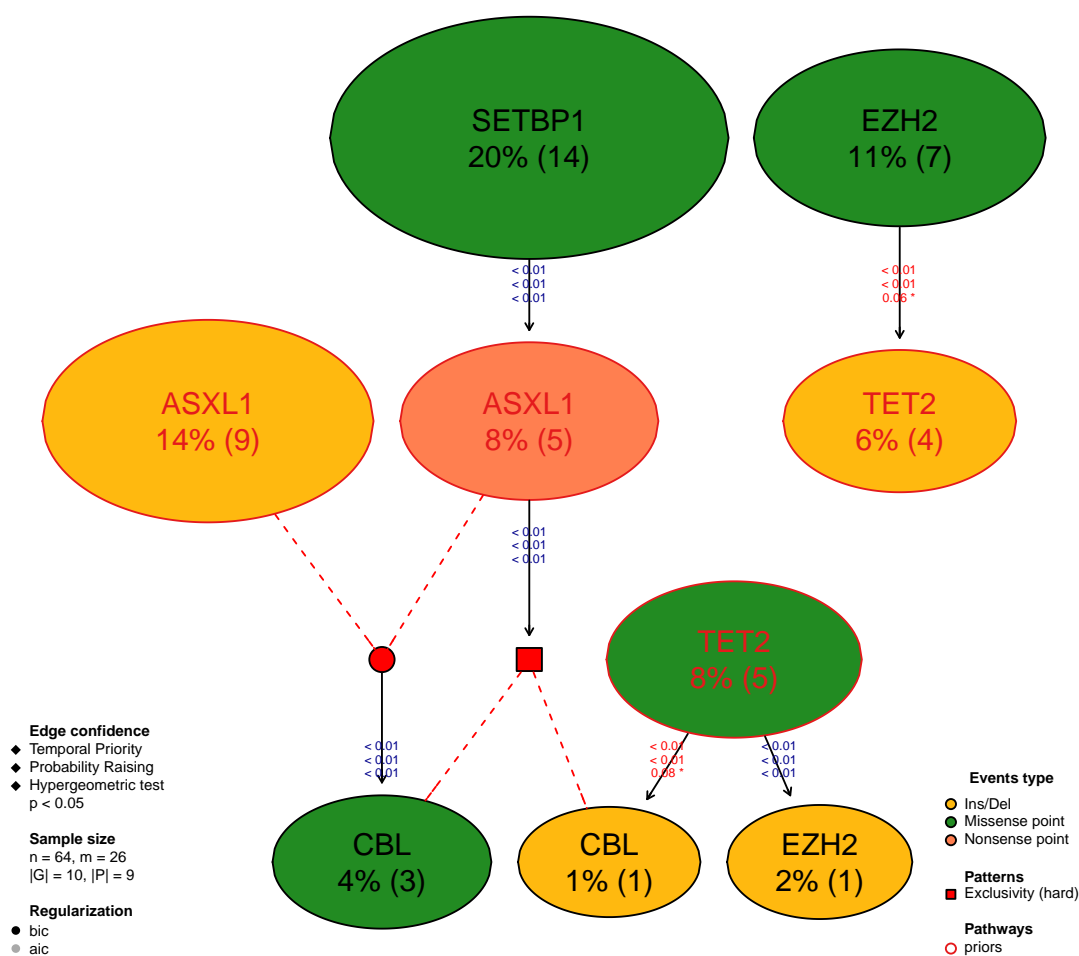 SETBP1
20% (14)
EZH2
11% (7)
< 0.01
< 0.01
< 0.01
< 0.01
< 0.01
0.06 *
ASXL1
14% (9)
ASXL1
8% (5)
TET2
6% (4)
< 0.01
< 0.01
< 0.01
TET2
8% (5)
< 0.01
< 0.01
< 0.01
< 0.01
< 0.01
0.08 *
< 0.01
< 0.01
< 0.01
CBL
4% (3)
CBL
1% (1)
EZH2
2% (1)
Edge confidence
Temporal Priority
Probability Raising
Hypergeometric test
p < 0.05
Sample size
n = 64, m = 26
|G| = 10, |P| = 9
Regularization
bic
aic
Events type
Ins/Del
Missense point
Nonsense point
Patterns
Exclusivity (hard)
Pathways
priors